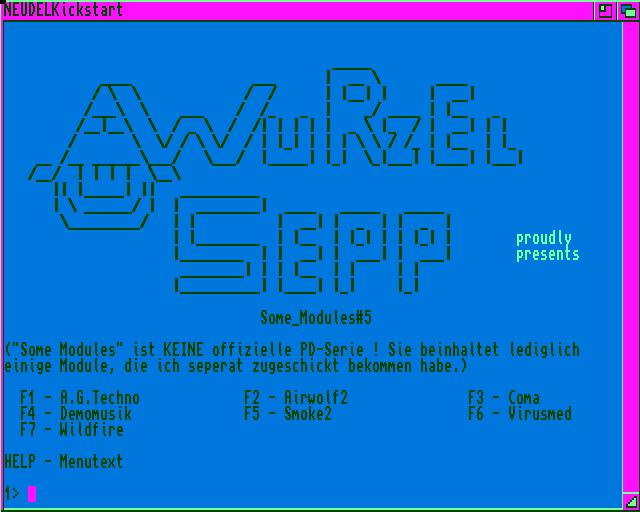 NEUDELKickstart
AWURZEL
SEPP
proudly
presents
Some_Modules#5
("Some Modules" ist KEINE offizielle PD-Serie ! Sie beinhaltet lediglich
einige Module, die ich seperat zugeschickt bekommen habe.)
F1 - A.G.Techno F2 - Airwolf2 F3 - Coma
F4 - Demomusik F5 - Smoke2 F6 - Virusmed
F7 - Wildfire
HELP - Menutext
1>